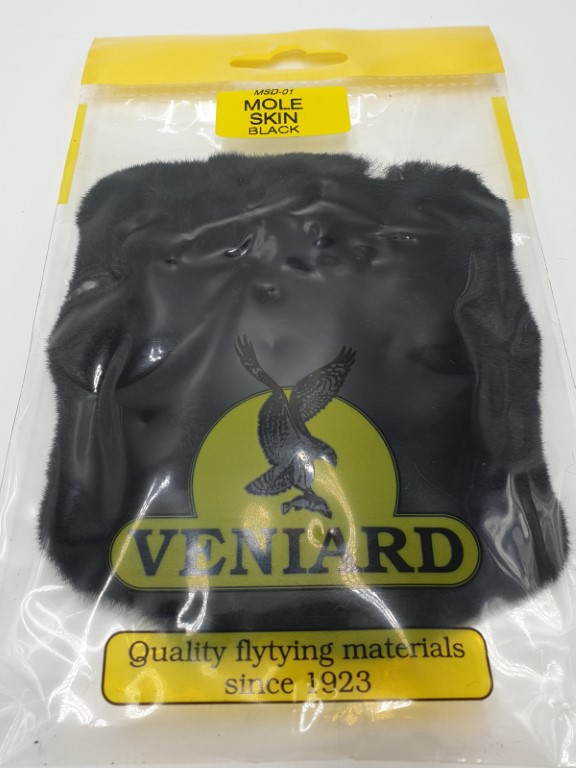 MSD-01
MOLE
SKIN
BLACK
VENIARD
Quality flytying materials
since 1923